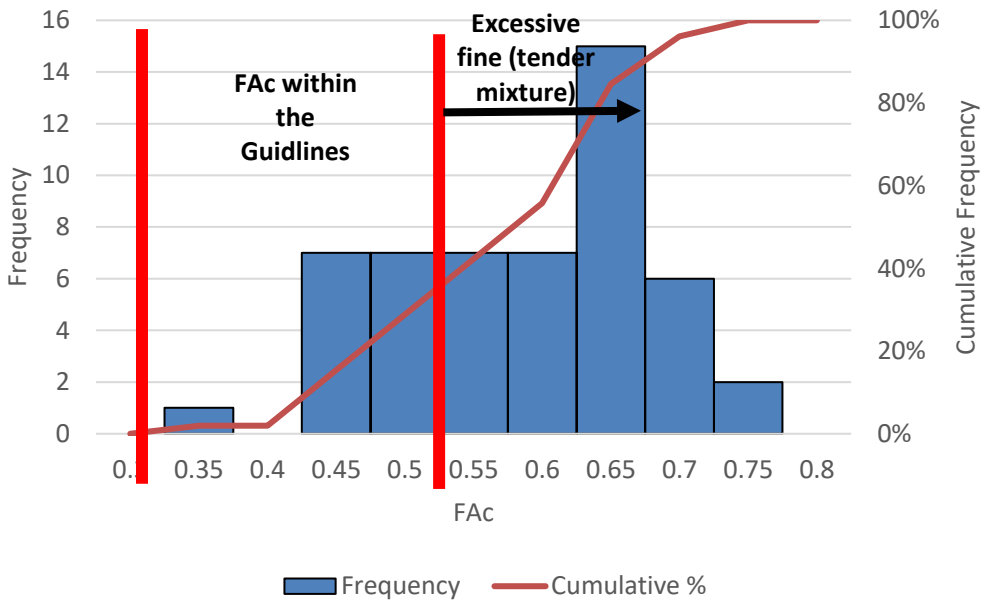 16
14
12
10
8
6
4
2
0
Frequency
FAc within
the
Guidlines
Excessive
fine (tender
mixture)
100%
80%
60%
40%
20%
0%
Cumulative Frequency
0.35
0.4
0.45
0.5
0.55
0.6
0.65
0.7
0.75
0.8
FAc
Frequency
Cumulative %